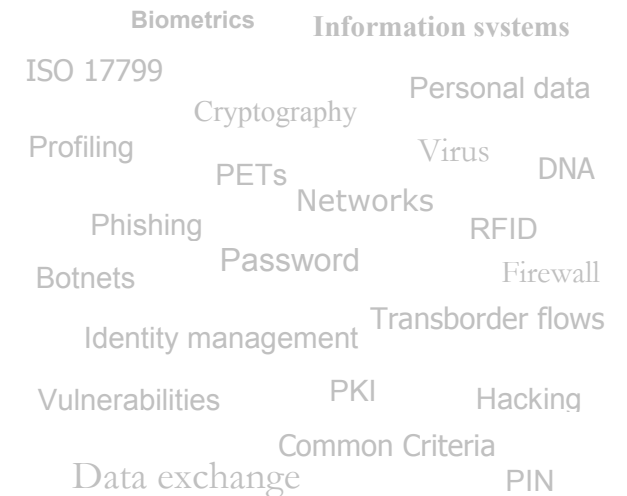 Biometrics
Information systems
ISO 17799
Personal data
Cryptography
Profiling
Virus
PETs
DNA
Networks
Phishing
RFID
Password
Botnets
Firewall
Transborder flows
Identity management
Vulnerabilities
PKI
Hacking
Common Criteria
Data exchange
PIN